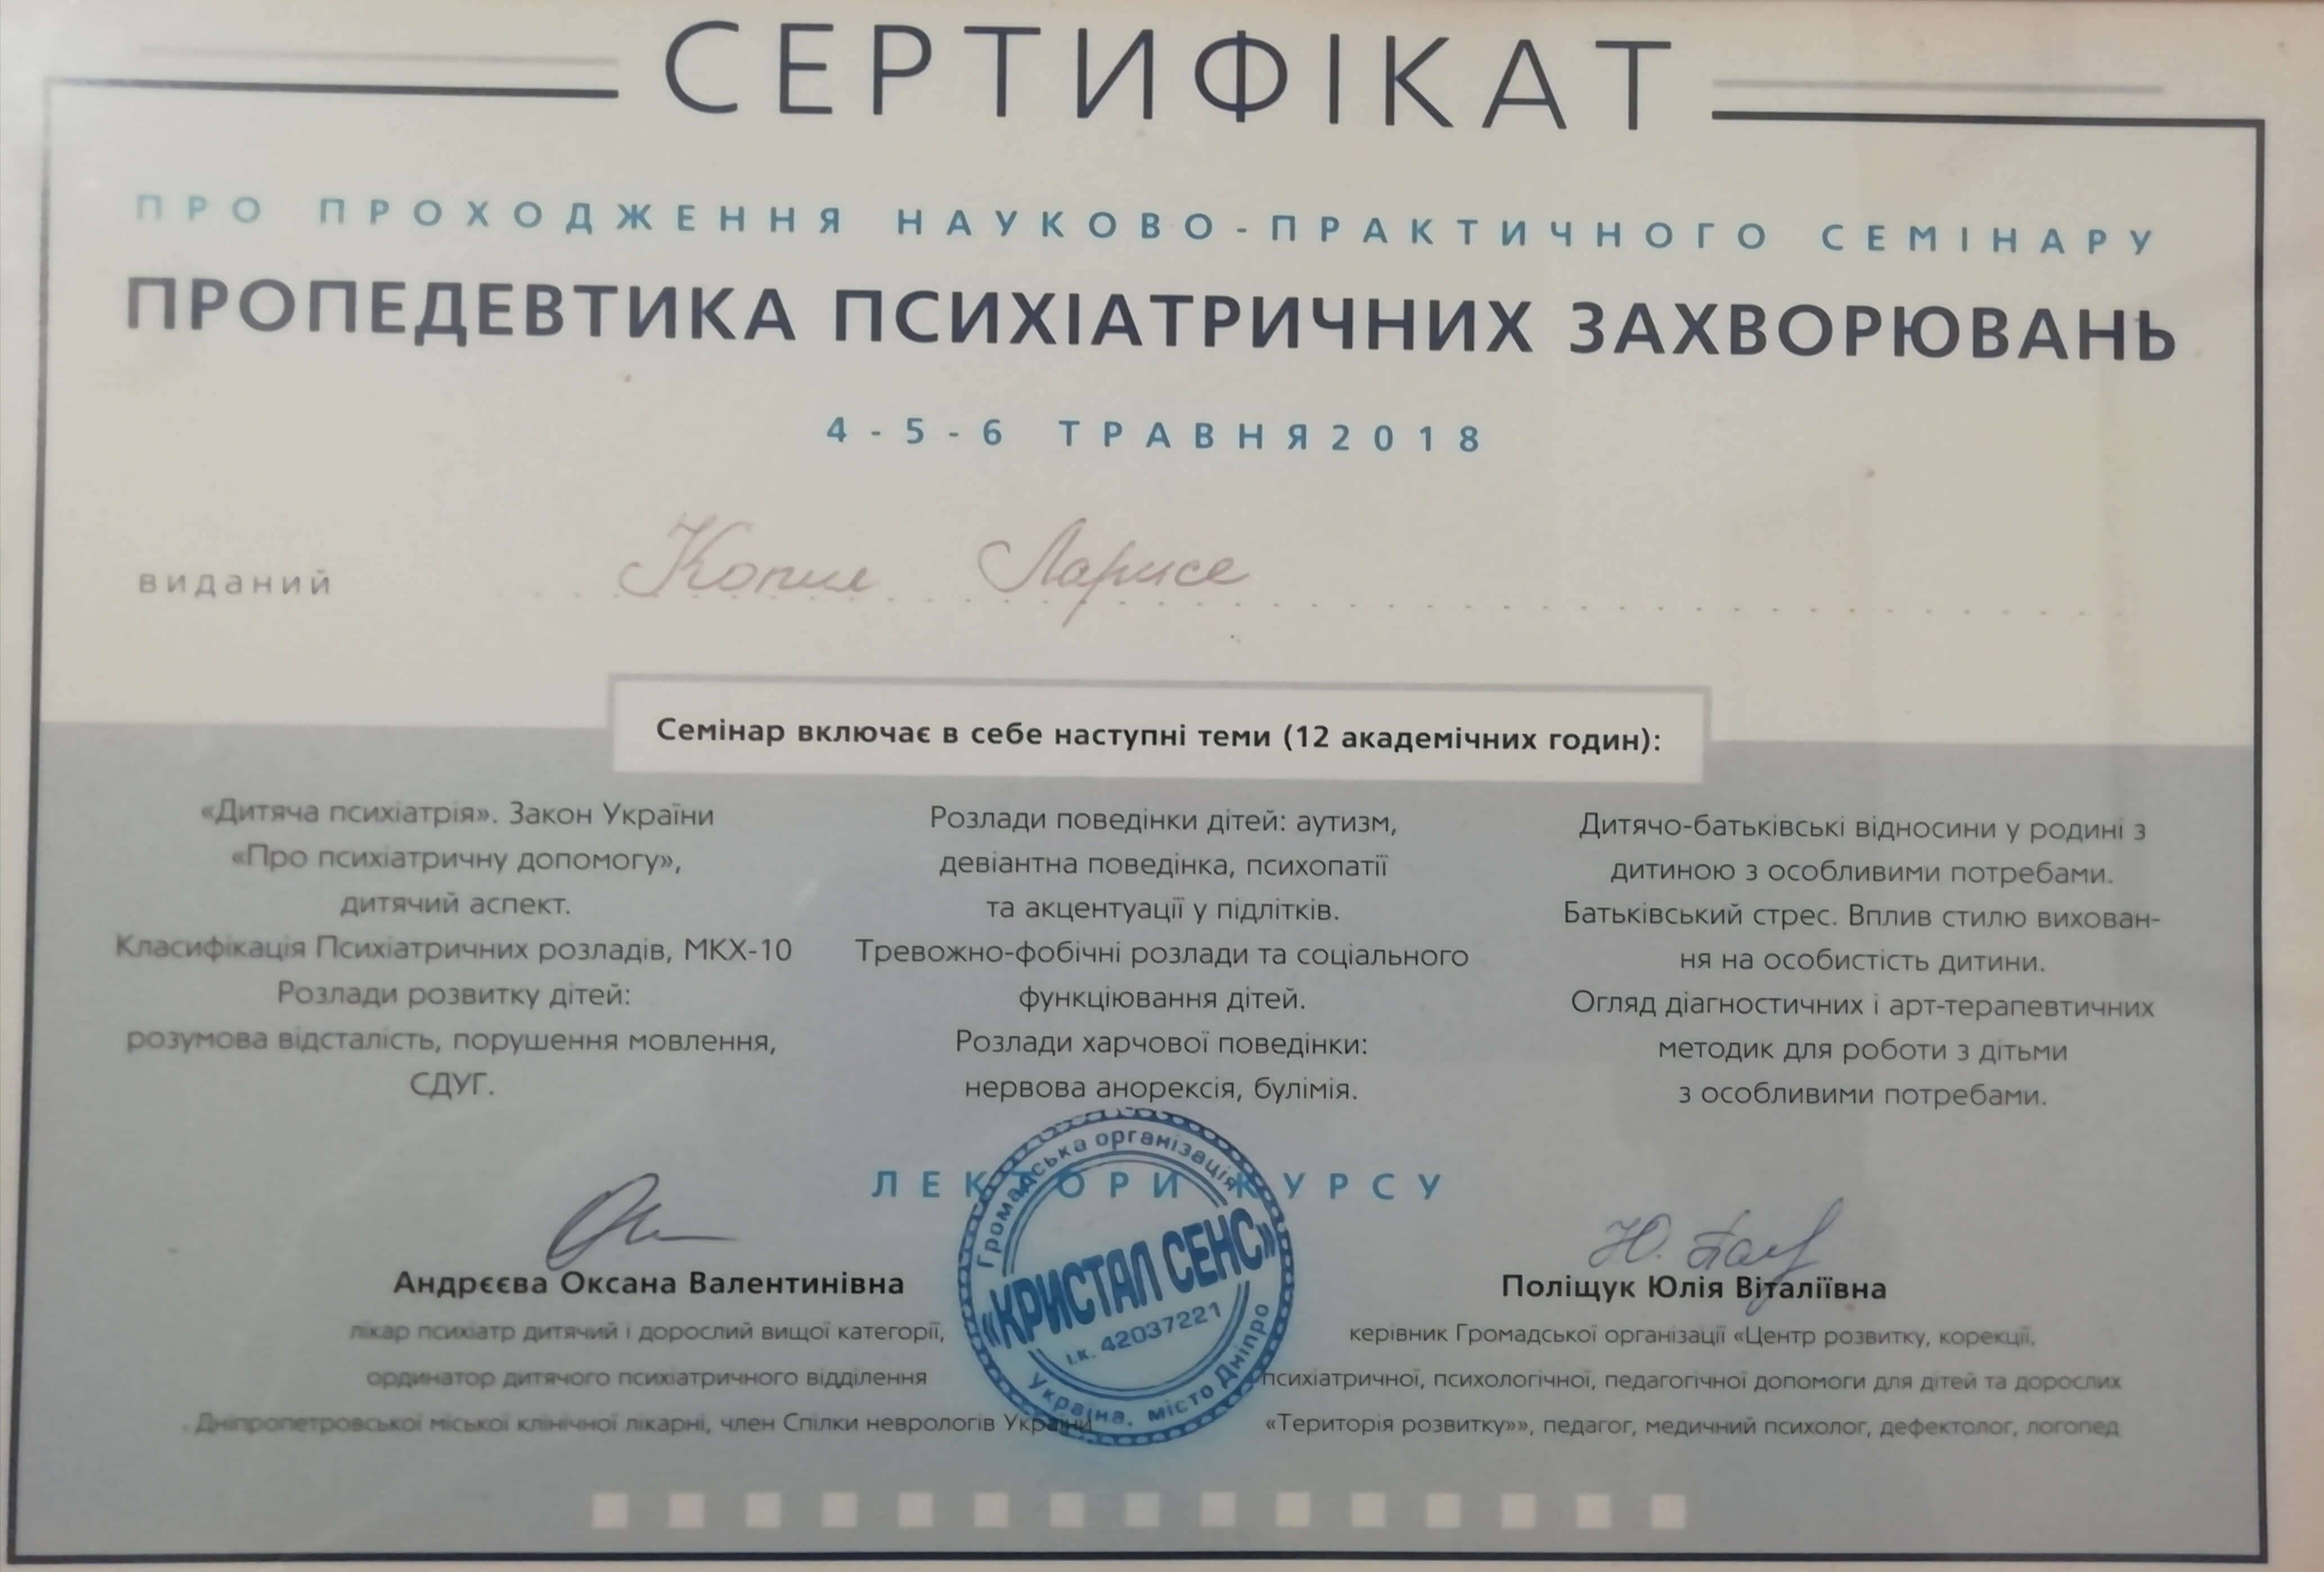 СЕРТИФІКАТ
ПРО ПРОХОДЖЕННЯ НАУКОВО-ПРАКТИЧНОГО СЕМІНАРУ
ПРОПЕДЕВТИКА ПСИХІАТРИЧНИХ ЗАХВОРЮВАНЬ
4-5-6 ТРАВНЯ2018
виданий Копил Ларисе
Семінар включає в себе наступні теми (12 академічних годин):
«Дитяча психіатрія». Закон України
«Про психіатричну допомогу»,
дитячий аспект.
Класифікація Психіатричних розладів, МКХ-10
Розлади розвитку дітей:
розумова відсталість, порушення мовлення,
СДУГ.
Розлади поведінки дітей: аутизм,
девіантна поведінка, психопатії
та акцентуації у підлітків.
Тревожно-фобічні розлади та соціального
функціювання дітей.
Розлади харчової поведінки:
нервова анорексія, булімія.
Дитячо-батьківські відносини у родині з
дитиною з особливими потребами.
Батьківський стрес. Вплив стилю вихован-
ня на особистість дитини.
Огляд діагностичних і арт-терапевтичних
методик для роботи з дітьми
з особливими потребами.
ЛЕКТОРИ КУРСУ
Андрєєва Оксана Валентинівна
лікар психіатр дитячий і дорослий вищої категорії,
ординатор дитячого психіатричного відділення
Дніпропетровської міської клінічної лікарні, член Спілки неврологів України
Громадська організація
«КРИСТАЛ СЕНС»
І.К. 42037221
Україна, місто Дніпро
Поліщук Юлія Віталіївна
керівник Громадської організації «Центр розвитку, корекції,
психіатричної, психологічної, педагогічної допомоги для дітей та дорослих
«Територія розвитку»», педагог, медичний психолог, дефектолог, логопед